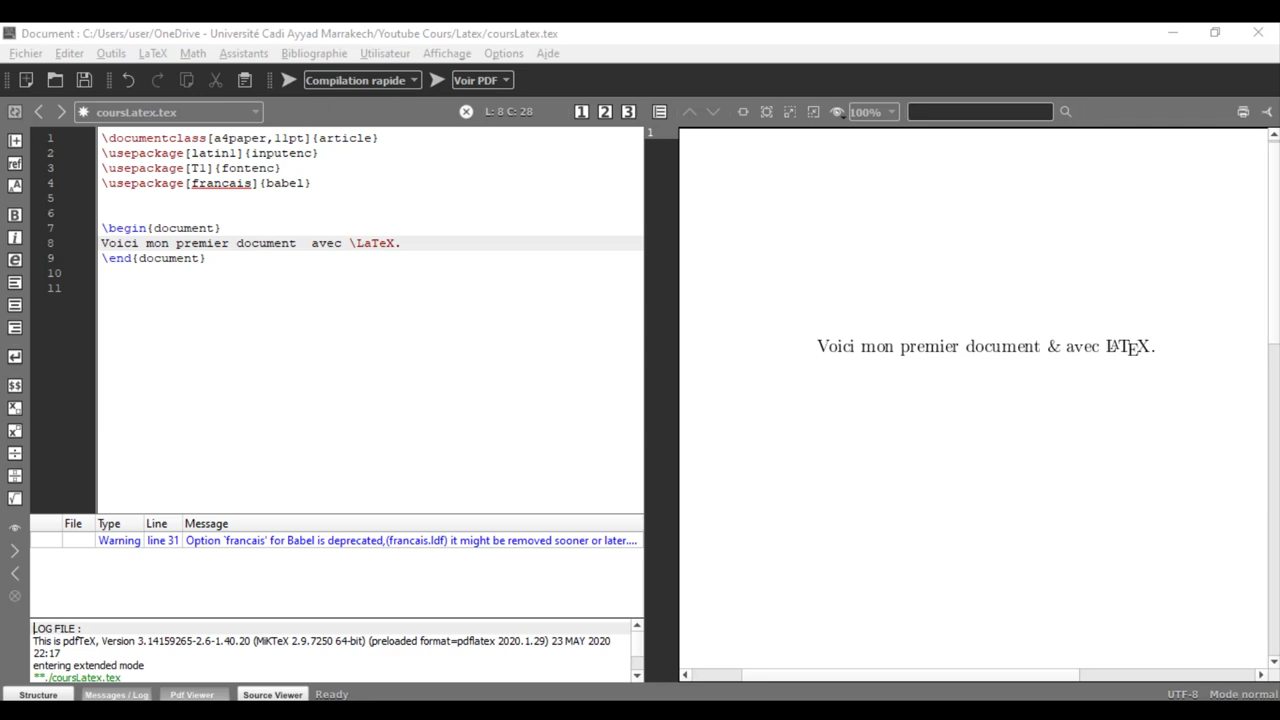 Document : C:/Users/user/OneDrive - Université Cadi Ayyad Marrakech/Youtube Cours/Latex/coursLatex.tex
Fichier Editer Outils LaTeX Math Assistants Bibliographie Utilisateur Affichage Options Aide
Compilation rapide Voir PDF
coursLatex.tex L: 8 C: 28 1 2 3 100%
1 \documentclass[a4paper,11pt]{article}
2 \usepackage[latin1]{inputenc}
3 \usepackage[T1]{fontenc}
4 \usepackage[francais]{babel}
5
6
7 \begin{document}
8 Voici mon premier document  avec \LaTeX.
9 \end{document}
10
11
1
Voici mon premier document & avec LATEX.
File Type Line Message
Warning line 31 Option `francais' for Babel is deprecated,(francais.ldf) it might be removed sooner or later....
LOG FILE :
This is pdfTeX, Version 3.14159265-2.6-1.40.20 (MiKTeX 2.9.7250 64-bit) (preloaded format=pdflatex 2020.1.29) 23 MAY 2020
22:17
entering extended mode
**./coursLatex.tex
Structure Messages / Log Pdf Viewer Source Viewer Ready UTF-8 Mode normal